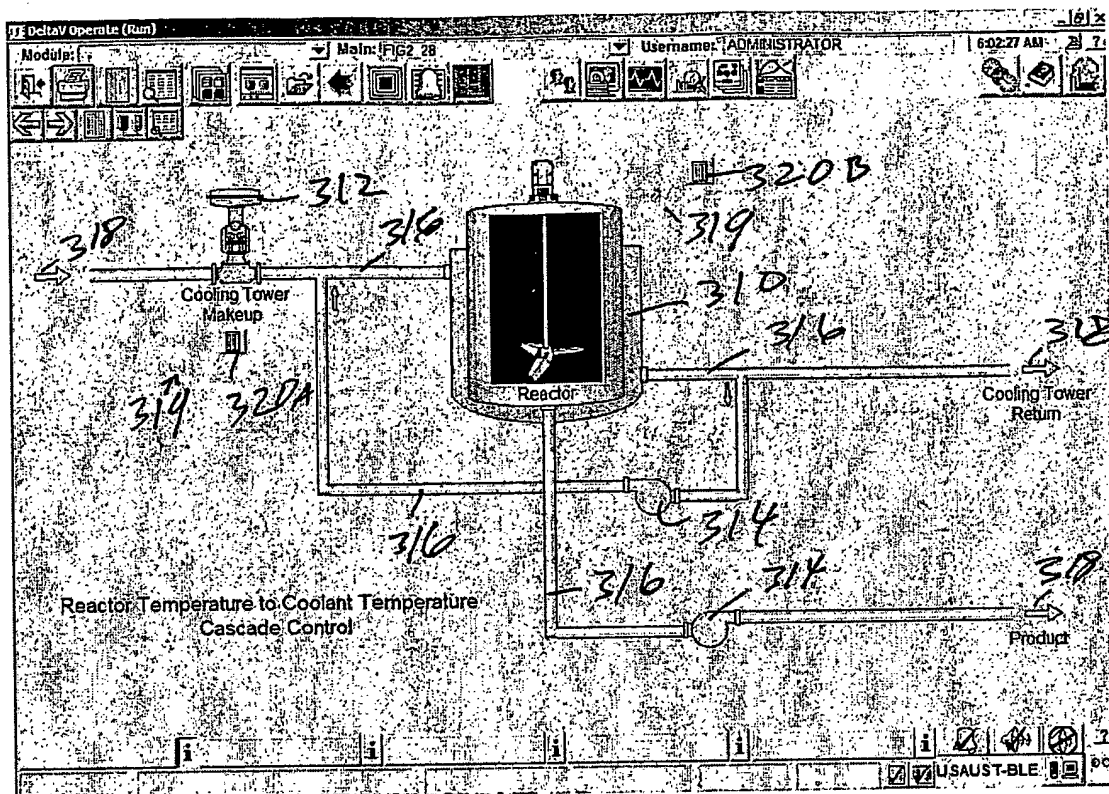 DeltaV Operate (Run)
Module: Main: FIG2_28 Username: ADMINISTRATOR 6:02:27 AM
312
320B
318
316
319
310
Cooling Tower
Makeup
316
318
Reactor
319
320A
Cooling Tower
Return
314
316
316
314
318
Reactor Temperature to Coolant Temperature
Cascade Control
Product
i i i i i ?
USAUST-BLE